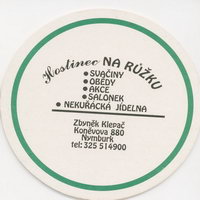 Hostinec NA RŮŽKU
• SVAČINY
• OBĚDY
• AKCE
• SALONEK
• NEKUŘÁCKÁ JÍDELNA
Zbyněk Klepač
Koněvova 880
Nymburk
tel: 325 514900